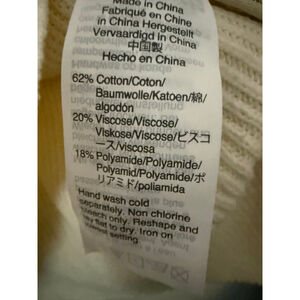 Made in China
Fabriqué en Chine
In China Hergestellt
Vervaardigd in China
中国製
Hecho en China
62% Cotton/Coton/
Baumwolle/Katoen/綿/
algodón
20% Viscose/Viscose/
Viskose/Viscose/ビスコ
ース/viscosa
18% Polyamide/Polyamide/
Polyamid/Polyamide/ポ
リアミド/poliamida
Hand wash cold
separately. Non chlorine
bleach only. Reshape and
lay flat to dry. Iron on
lowest setting